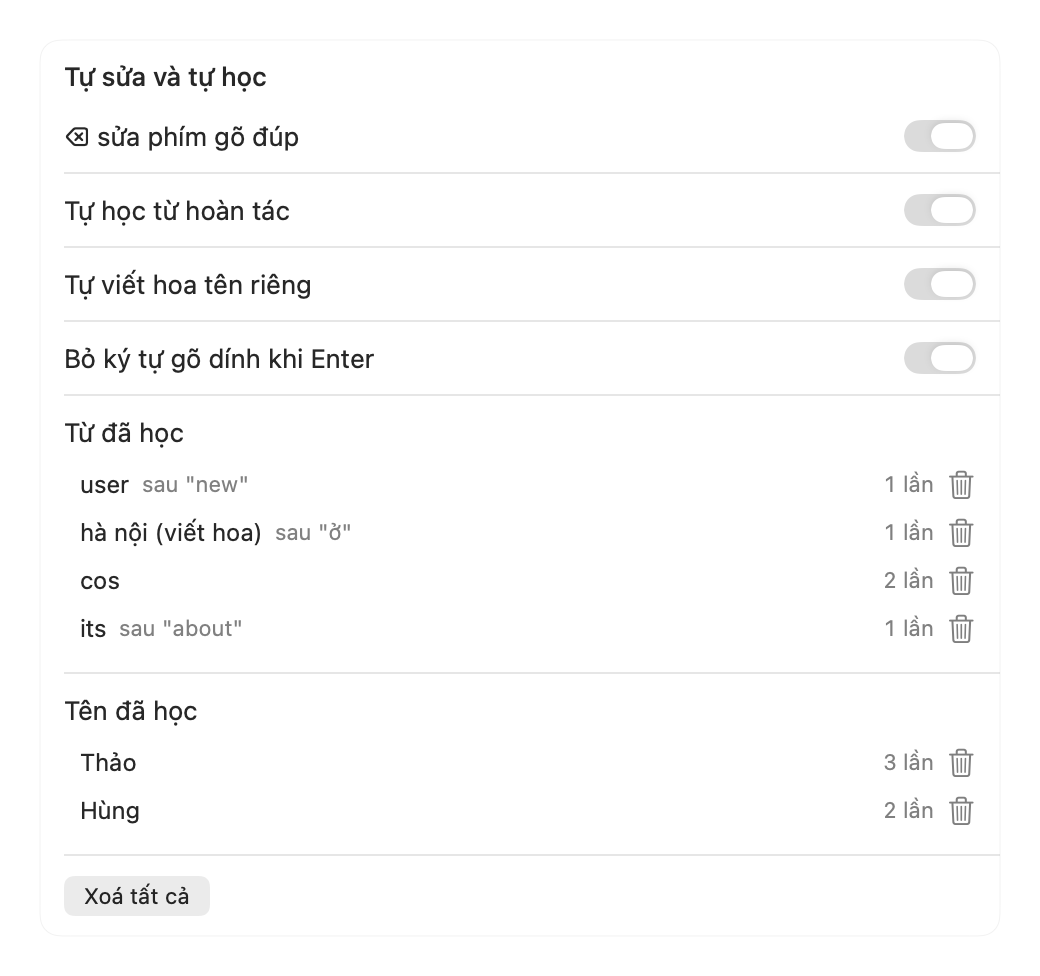 Tự sửa và tự học
⌫ sửa phím gõ đúp
Tự học từ hoàn tác
Tự viết hoa tên riêng
Bỏ ký tự gõ dính khi Enter
Từ đã học
user sau "new" 1 lần
hà nội (viết hoa) sau "ở" 1 lần
cos 2 lần
its sau "about" 1 lần
Tên đã học
Thảo 3 lần
Hùng 2 lần
Xoá tất cả